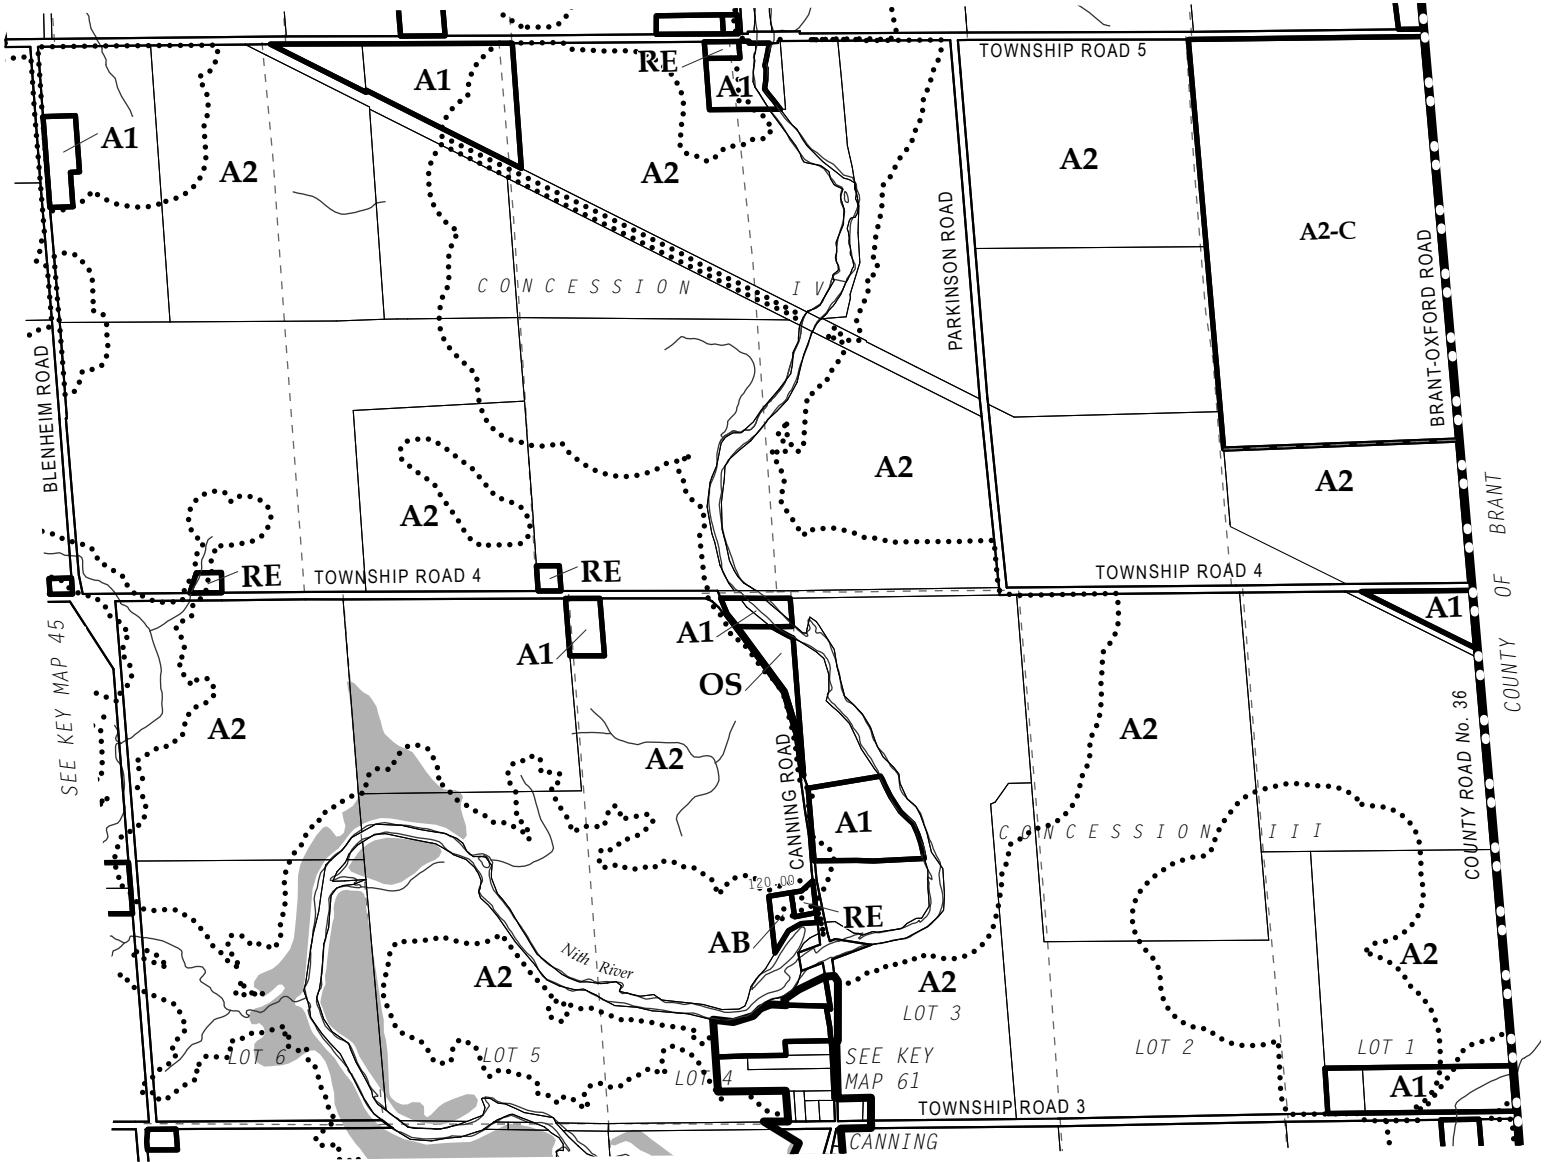 TOWNSHIP ROAD 5
RE
A1
A1
A1
A2
A2
A2
A2-C
PARKINSON ROAD
BRANT-OXFORD ROAD
CONCESSION IV
BLENHEIM ROAD
A2
A2
A2
COUNTY OF BRANT
RE
TOWNSHIP ROAD 4
RE
TOWNSHIP ROAD 4
A1
A1
A1
SEE KEY MAP 45
OS
A2
A2
A2
COUNTY ROAD No. 36
CANNING ROAD
A1
CONCESSION III
120.00
RE
AB
Nith River
A2
A2
A2
LOT 3
LOT 6
LOT 5
LOT 4
SEE KEY
MAP 61
LOT 2
LOT 1
A1
TOWNSHIP ROAD 3
CANNING